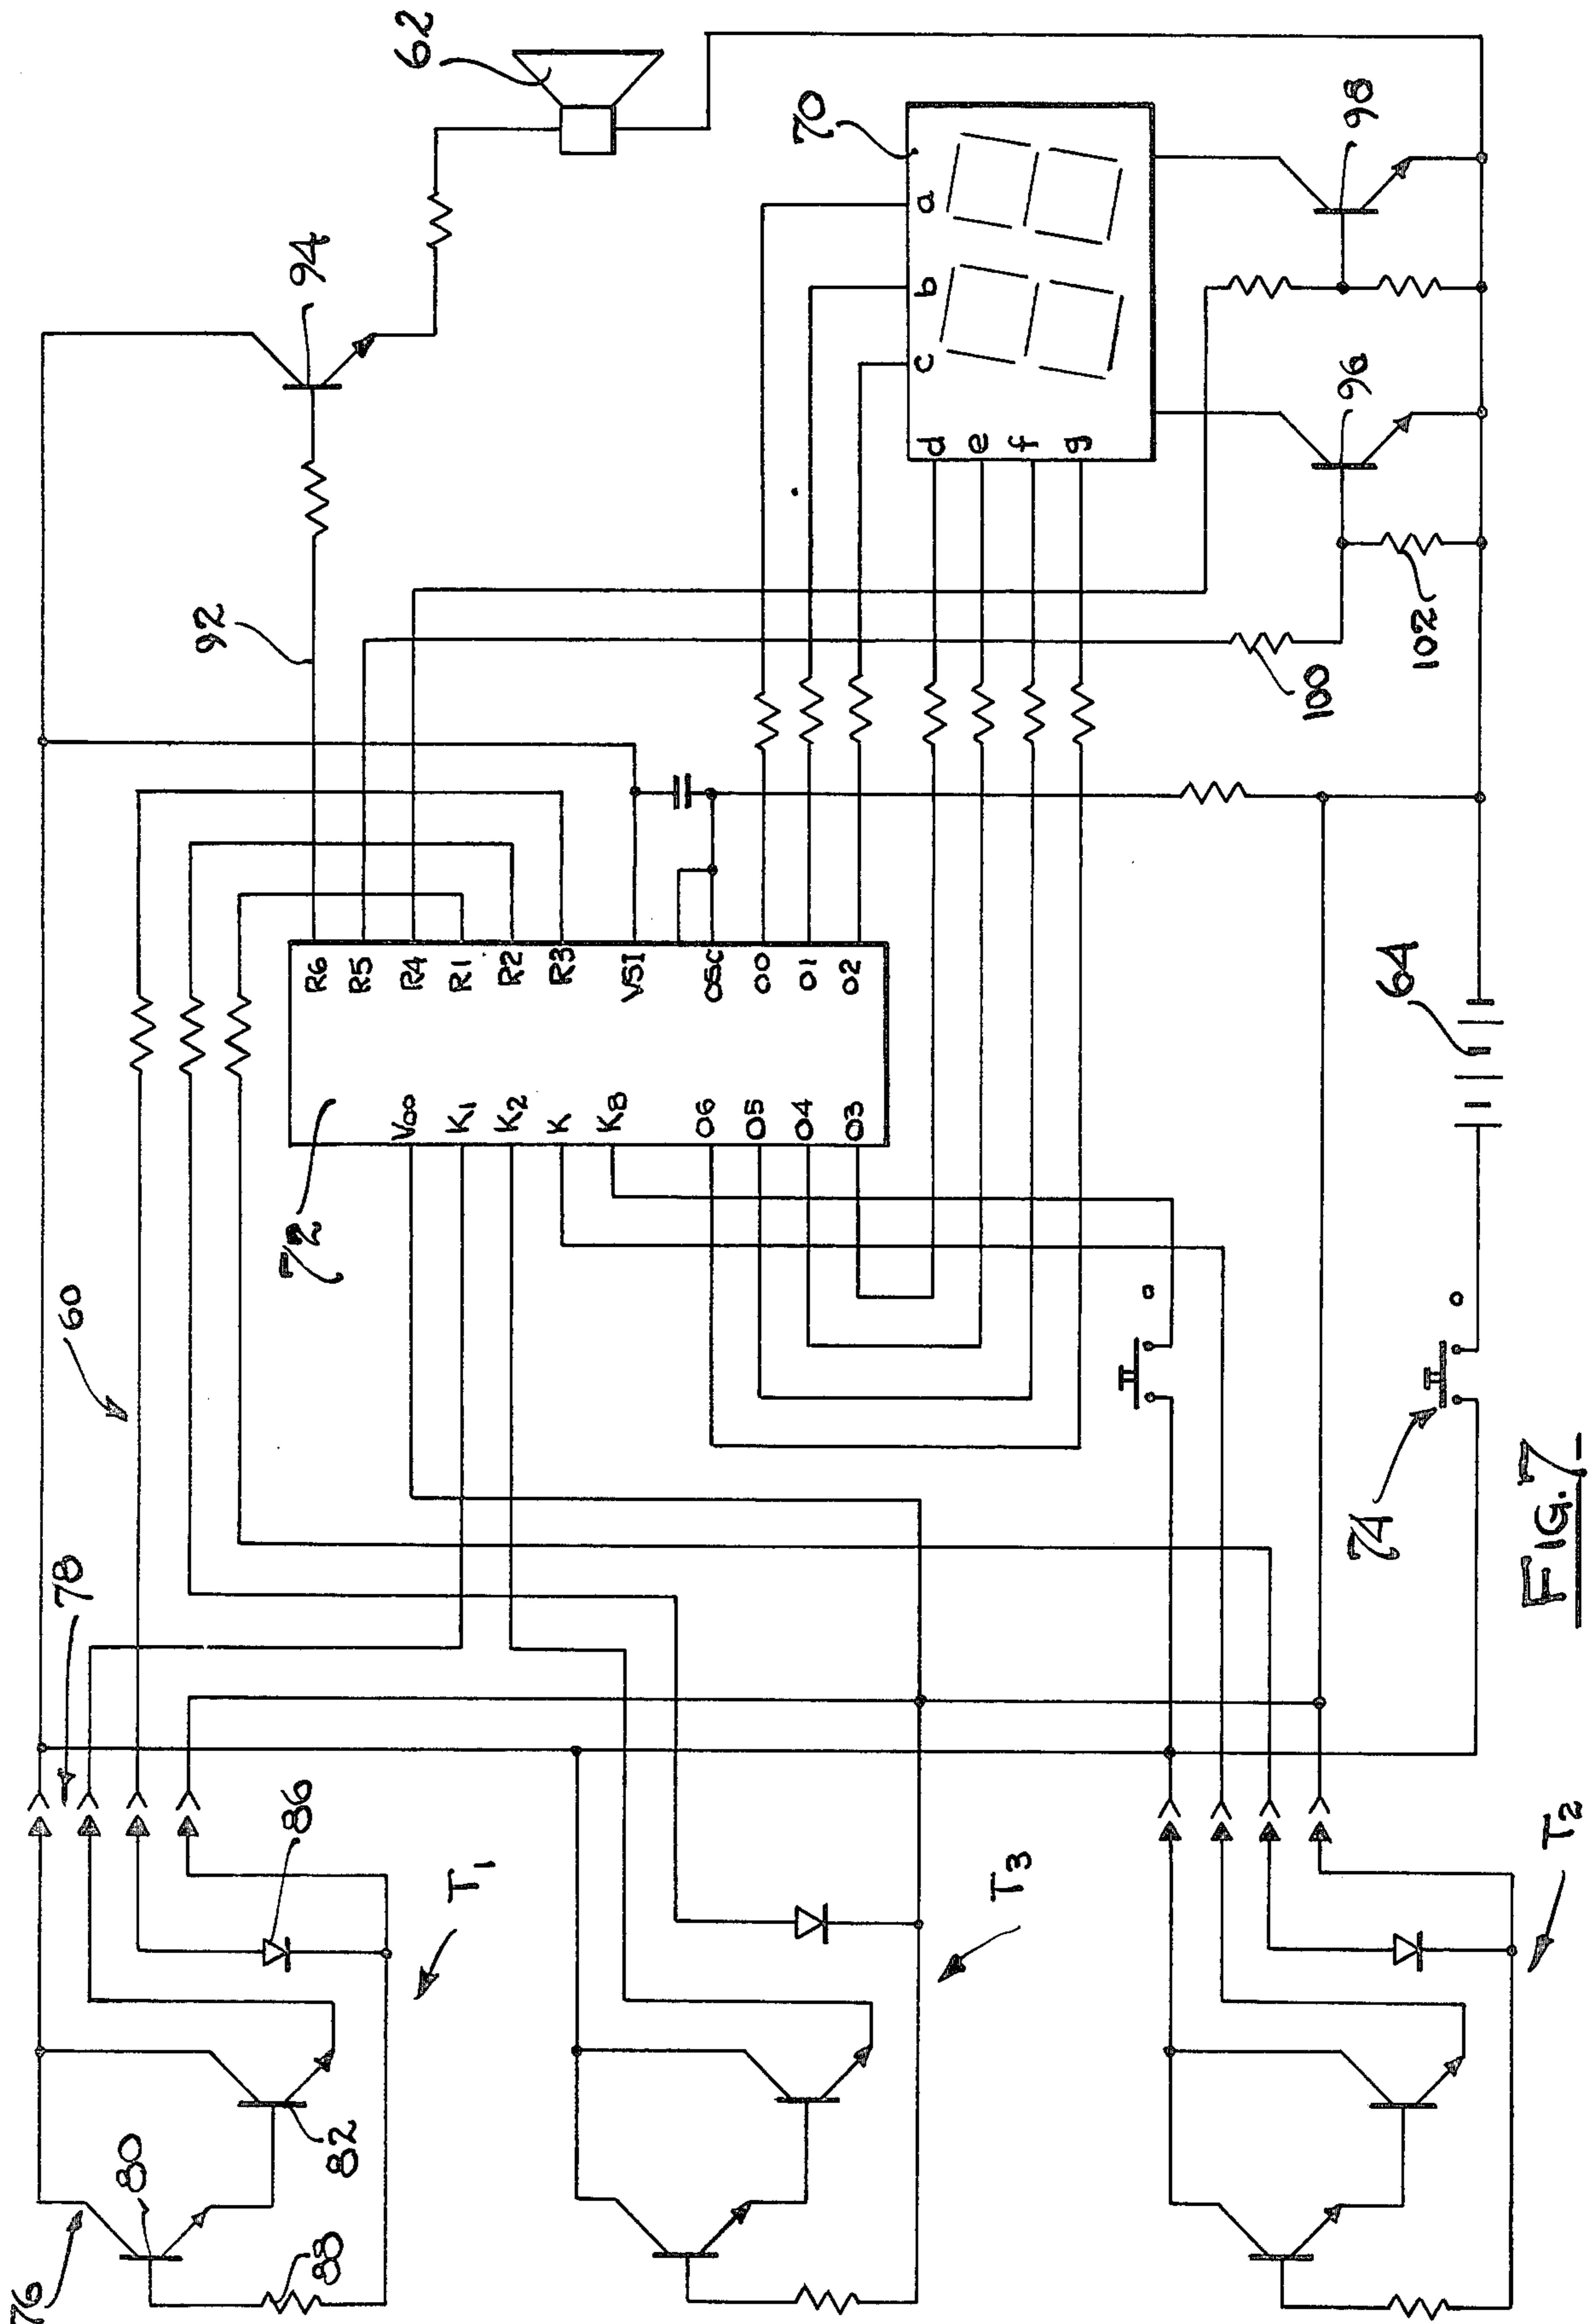 62
94
92
70
a
b
c
d
e
f
g
98
96
100
102
R6
R5
R4
R1
R2
R3
VSI
OSC
O0
O1
O2
72
VDD
K1
K2
K
K8
O6
O5
O4
O3
60
64
74
78
86
T1
T3
T2
76
80
82
88
FIG.7